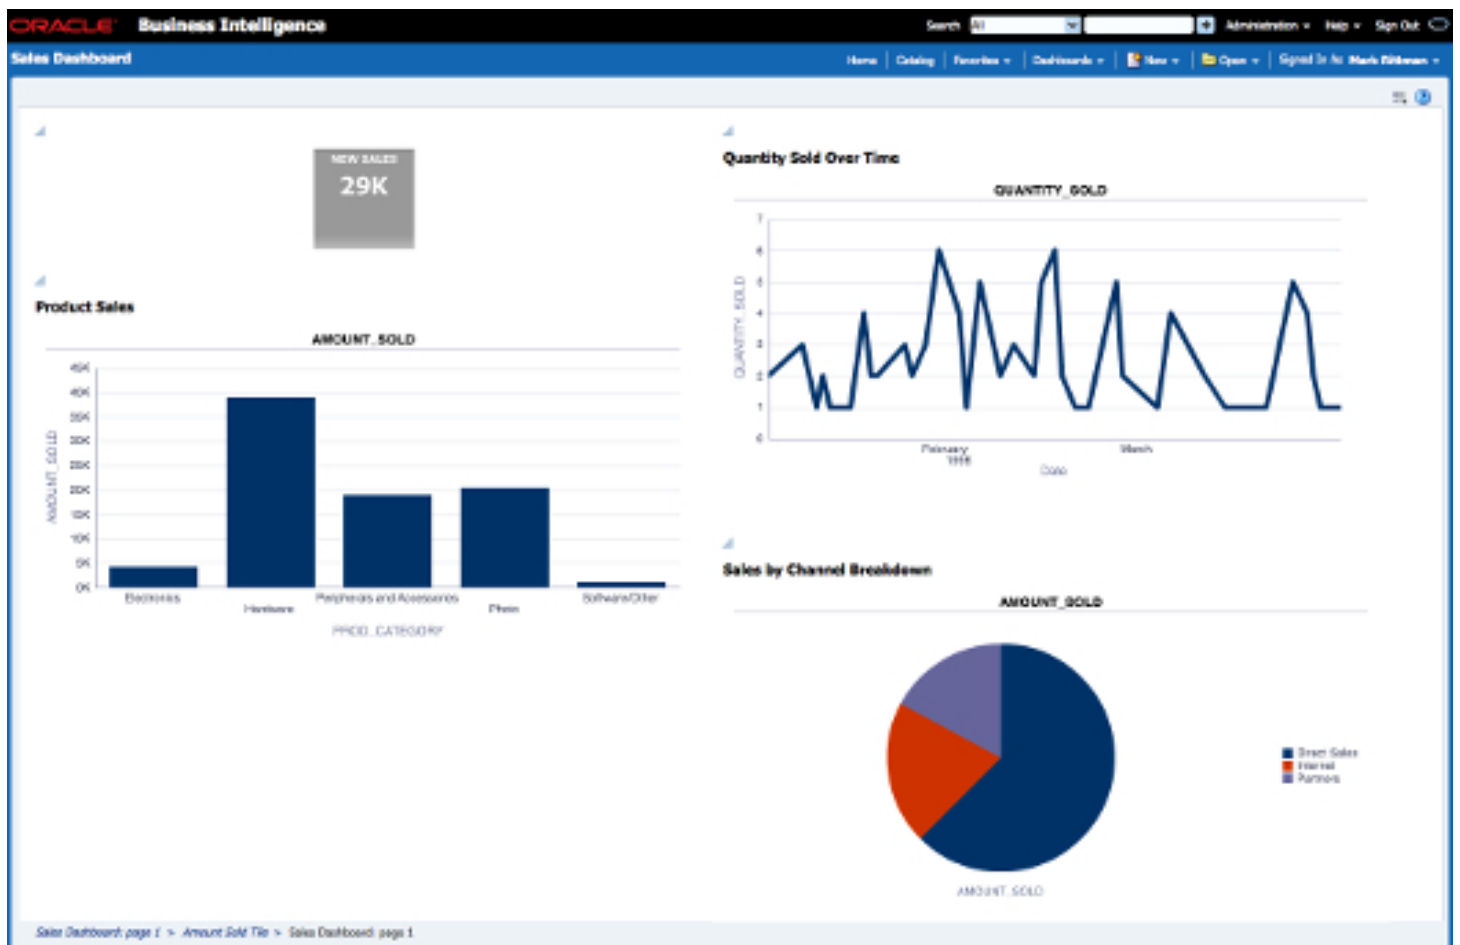 ORACLE Business Intelligence
Search All Administration Help Sign Out
Sales Dashboard
Home Catalog Favorites Dashboards New Open Signed In As Mark Rittman
NEW SALES
29K
Product Sales
AMOUNT_SOLD
45K
40K
35K
30K
25K
20K
15K
10K
5K
0K
AMOUNT_SOLD
Electronics Hardware Peripherals and Accessories Photo Software/Other
PROD_CATEGORY
Quantity Sold Over Time
QUANTITY_SOLD
7
6
5
4
3
2
1
0
QUANTITY_SOLD
February March
1998
Date
Sales by Channel Breakdown
AMOUNT_SOLD
Direct Sales
Internet
Partners
AMOUNT_SOLD
Sales Dashboard: page 1 > Amount Sold Tile > Sales Dashboard: page 1